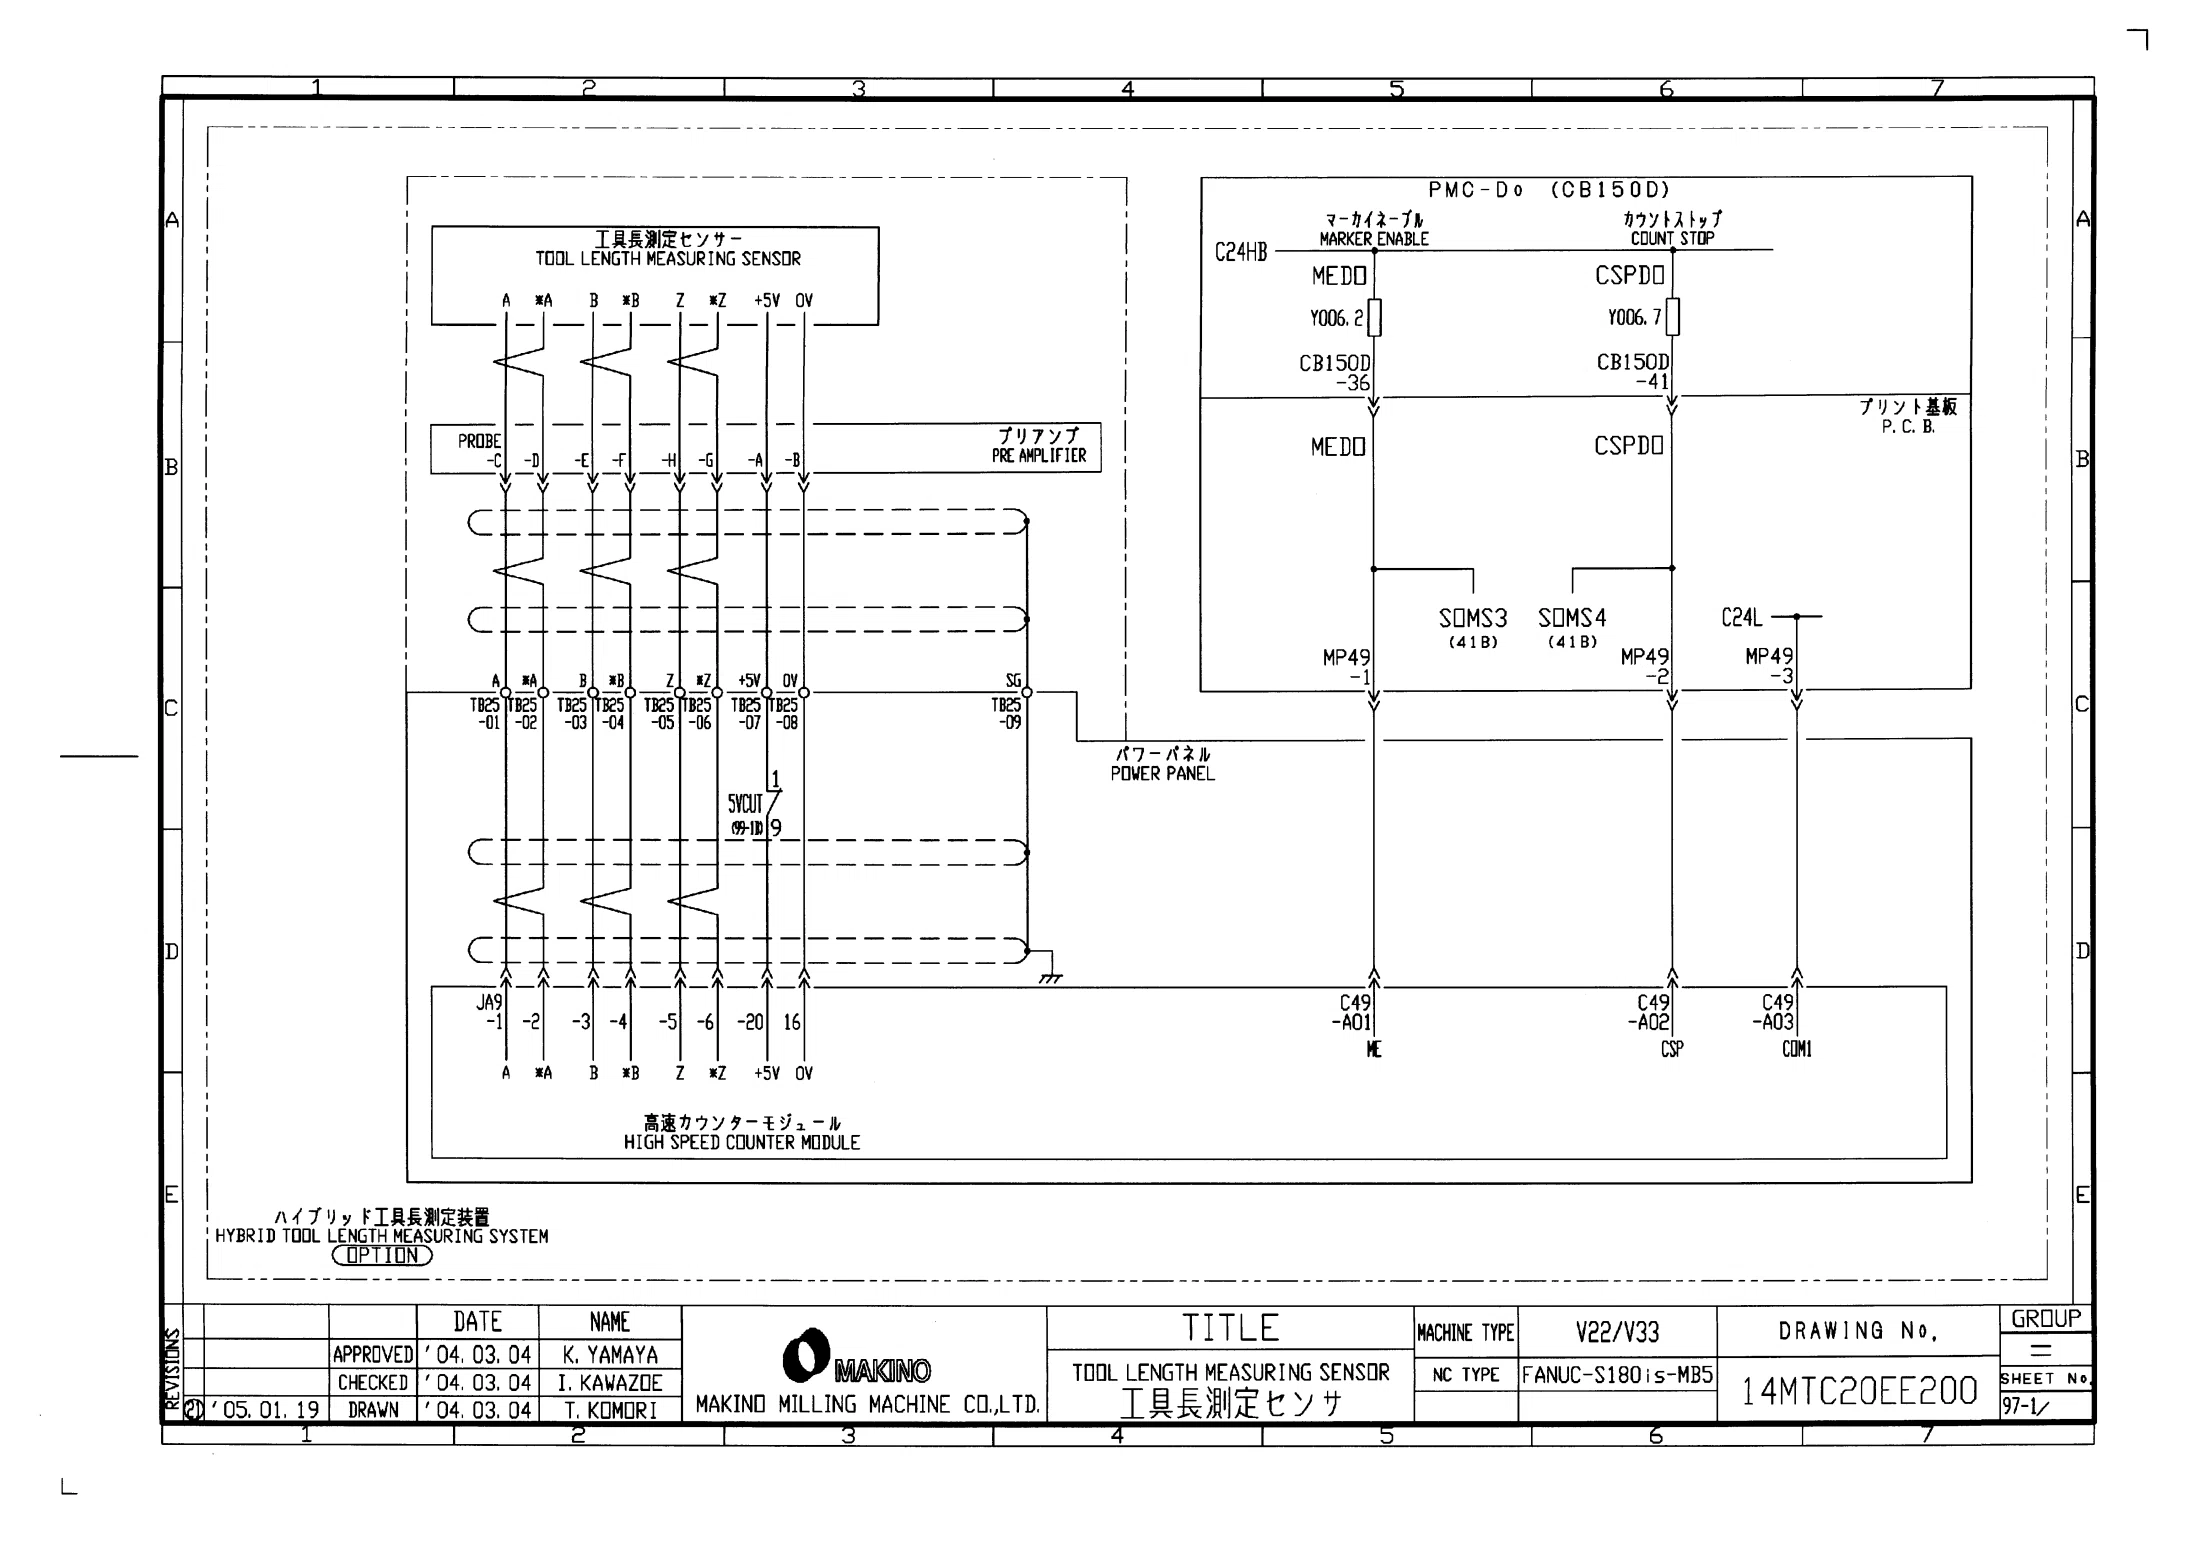 1 2 3 4 5 6 7
A A
B B
C C
D D
E E
工具長測定センサー
TOOL LENGTH MEASURING SENSOR
A *A B *B Z *Z +5V 0V
PROBE
-C -D -E -F -H -G -A -B
プリアンプ
PRE AMPLIFIER
A *A B *B Z *Z +5V 0V SG
TB25 TB25 TB25 TB25 TB25 TB25 TB25 TB25 TB25
-01 -02 -03 -04 -05 -06 -07 -08 -09
パワーパネル
POWER PANEL
1
5VCUT
9
JA9
-1 -2 -3 -4 -5 -6 -20 16
A *A B *B Z *Z +5V 0V
高速カウンターモジュール
HIGH SPEED COUNTER MODULE
PMC-Do (CB150D)
マーカイネーブル
MARKER ENABLE
カウントストップ
COUNT STOP
C24HB
MEDO CSPDO
Y006.2 Y006.7
CB150D CB150D
-36 -41
プリント基板
P.C.B.
MEDO CSPDO
SOMS3 SOMS4 C24L
(41B) (41B)
MP49 MP49 MP49
-1 -2 -3
C49 C49 C49
-A01 -A02 -A03
ME CSP COM1
ハイブリッド工具長測定装置
HYBRID TOOL LENGTH MEASURING SYSTEM
OPTION
REVISIONS
21 '05.01.19
DATE NAME
APPROVED '04.03.04 K. YAMAYA
CHECKED '04.03.04 I. KAWAZOE
DRAWN '04.03.04 T. KOMORI
MAKINO
MAKINO MILLING MACHINE CO.,LTD.
TITLE
TOOL LENGTH MEASURING SENSOR
工具長測定センサ
MACHINE TYPE V22/V33
NC TYPE FANUC-S180is-MB5
DRAWING No.
14MTC20EE200
GROUP
=
SHEET No.
97-1/
1 2 3 4 5 6 7